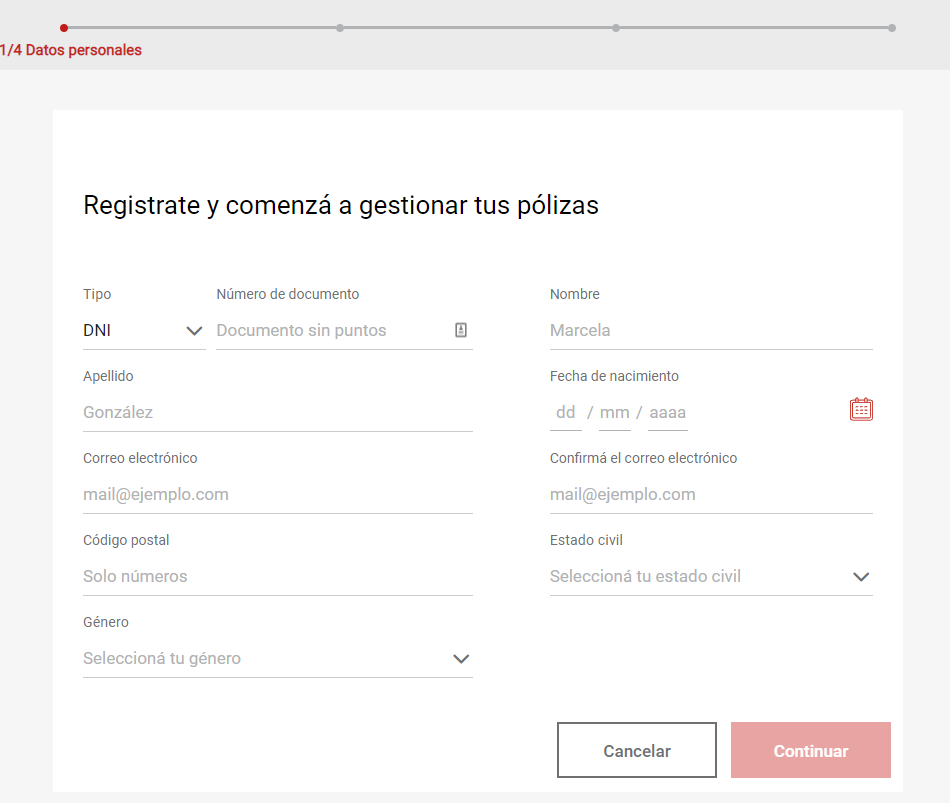 1/4 Datos personales
Registrate y comenzá a gestionar tus pólizas
Tipo Número de documento Nombre
DNI Documento sin puntos Marcela
Apellido Fecha de nacimiento
González dd / mm / aaaa
Correo electrónico Confirmá el correo electrónico
mail@ejemplo.com mail@ejemplo.com
Código postal Estado civil
Solo números Seleccioná tu estado civil
Género
Seleccioná tu género
Cancelar Continuar